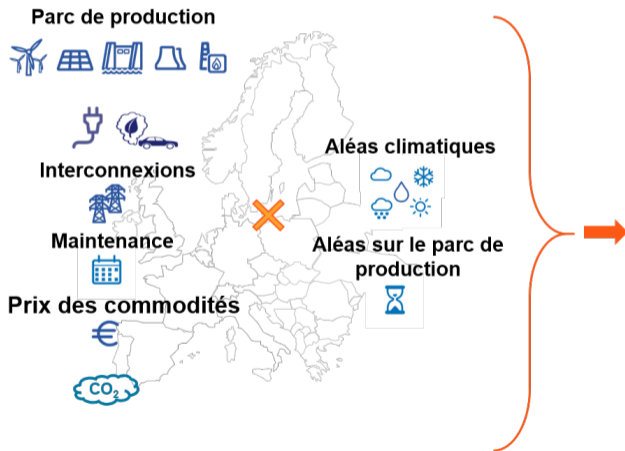 Parc de production
Interconnexions
Maintenance
Prix des commodités
€
CO₂
Aléas climatiques
Aléas sur le parc de
production